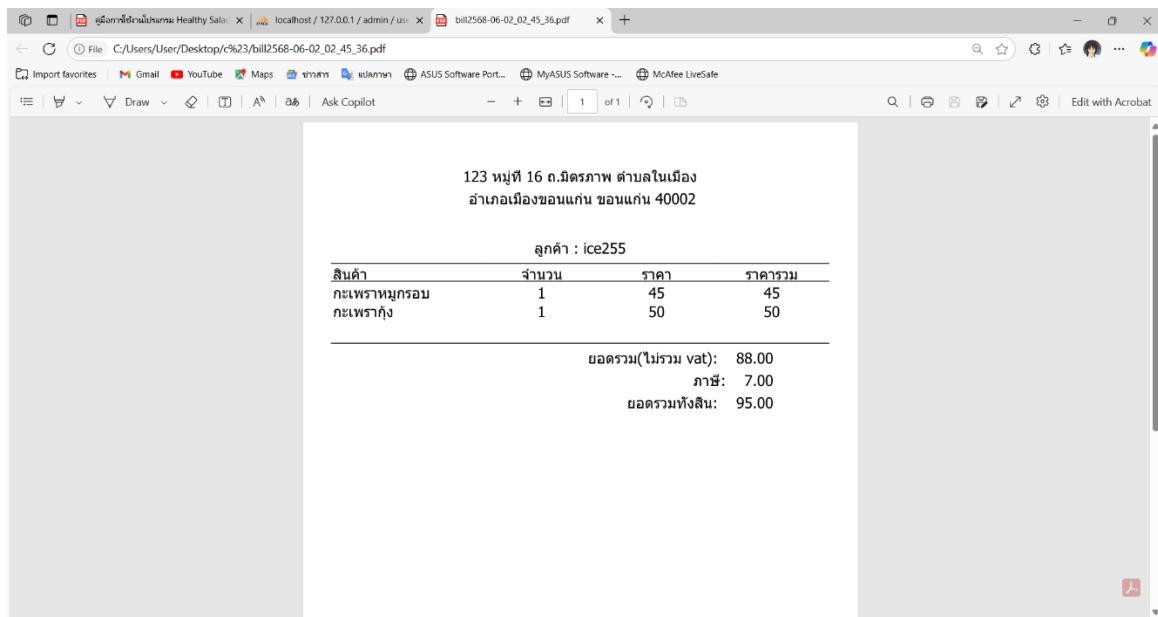 คู่มือการใช้งานโปรแกรม Healthy Salac
localhost / 127.0.0.1 / admin / use
bill2568-06-02_02_45_36.pdf
File C:/Users/User/Desktop/c%23/bill2568-06-02_02_45_36.pdf
Import favorites Gmail YouTube Maps ข่าวสาร แปลภาษา ASUS Software Port... MyASUS Software -... McAfee LiveSafe
Draw Ask Copilot 1 of 1 Edit with Acrobat
123 หมู่ที่ 16 ถ.มิตรภาพ ตำบลในเมือง
อำเภอเมืองขอนแก่น ขอนแก่น 40002
ลูกค้า : ice255
สินค้า จำนวน ราคา ราคารวม
กะเพราหมูกรอบ 1 45 45
กะเพรากุ้ง 1 50 50
ยอดรวม(ไม่รวม vat): 88.00
ภาษี: 7.00
ยอดรวมทั้งสิ้น: 95.00